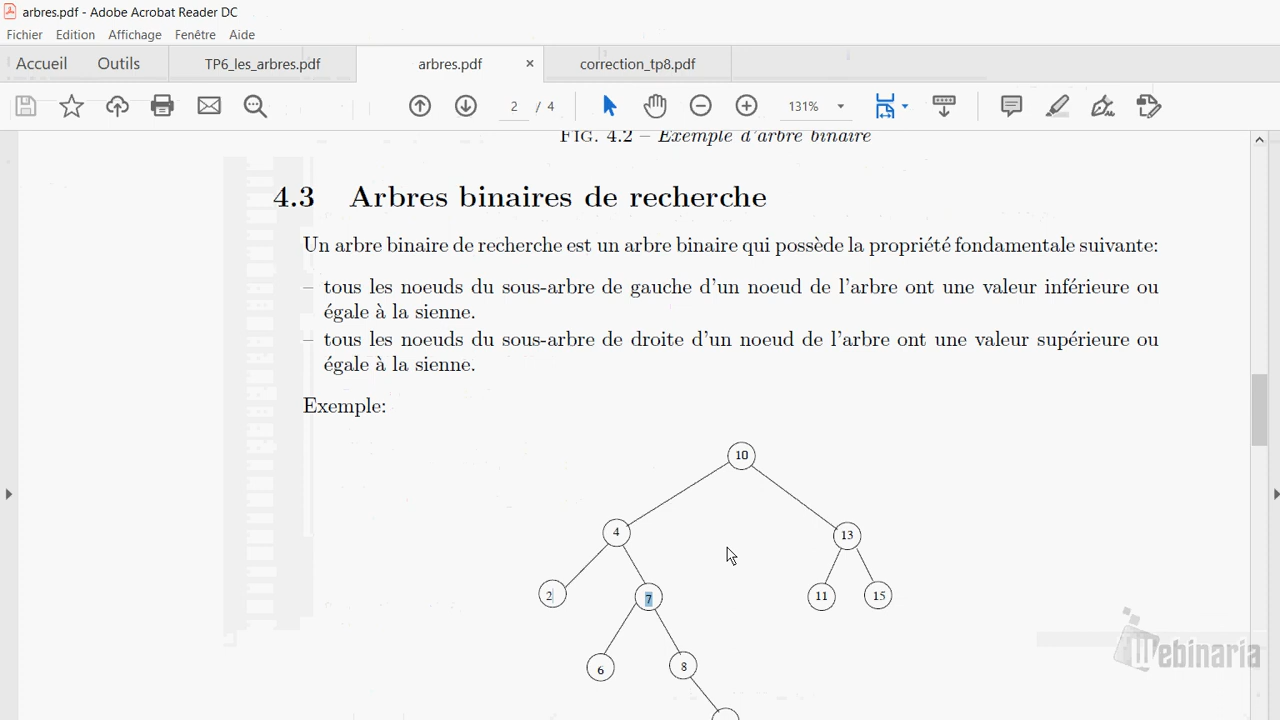 arbres.pdf - Adobe Acrobat Reader DC
Fichier Edition Affichage Fenêtre Aide
Accueil Outils TP6_les_arbres.pdf arbres.pdf × correction_tp8.pdf
2 / 4 131%
FIG. 4.2 – Exemple d'arbre binaire
4.3 Arbres binaires de recherche
Un arbre binaire de recherche est un arbre binaire qui possède la propriété fondamentale suivante:
– tous les noeuds du sous-arbre de gauche d'un noeud de l'arbre ont une valeur inférieure ou
égale à la sienne.
– tous les noeuds du sous-arbre de droite d'un noeud de l'arbre ont une valeur supérieure ou
égale à la sienne.
Exemple:
10
4 13
2 7 11 15
6 8
Webinaria